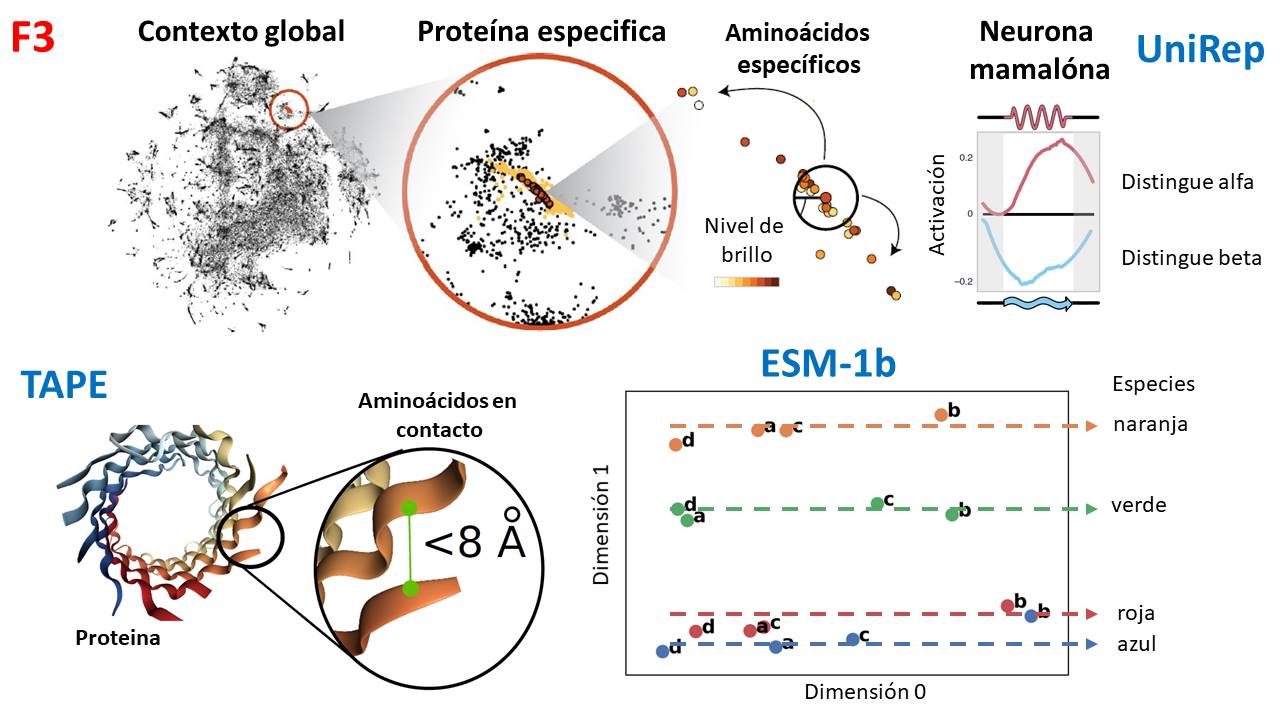 F3
Contexto global
Proteína especifica
Aminoácidos
específicos
Neurona
mamalóna
UniRep
Nivel de
brillo
Activación
0.2
0
−0.2
Distingue alfa
Distingue beta
TAPE
Proteina
Aminoácidos en
contacto
<8 Å
ESM-1b
Dimensión 1
Dimensión 0
Especies
naranja
verde
roja
azul
d
a
c
b
d
a
c
b
d
a
c
b
d
a
c
b